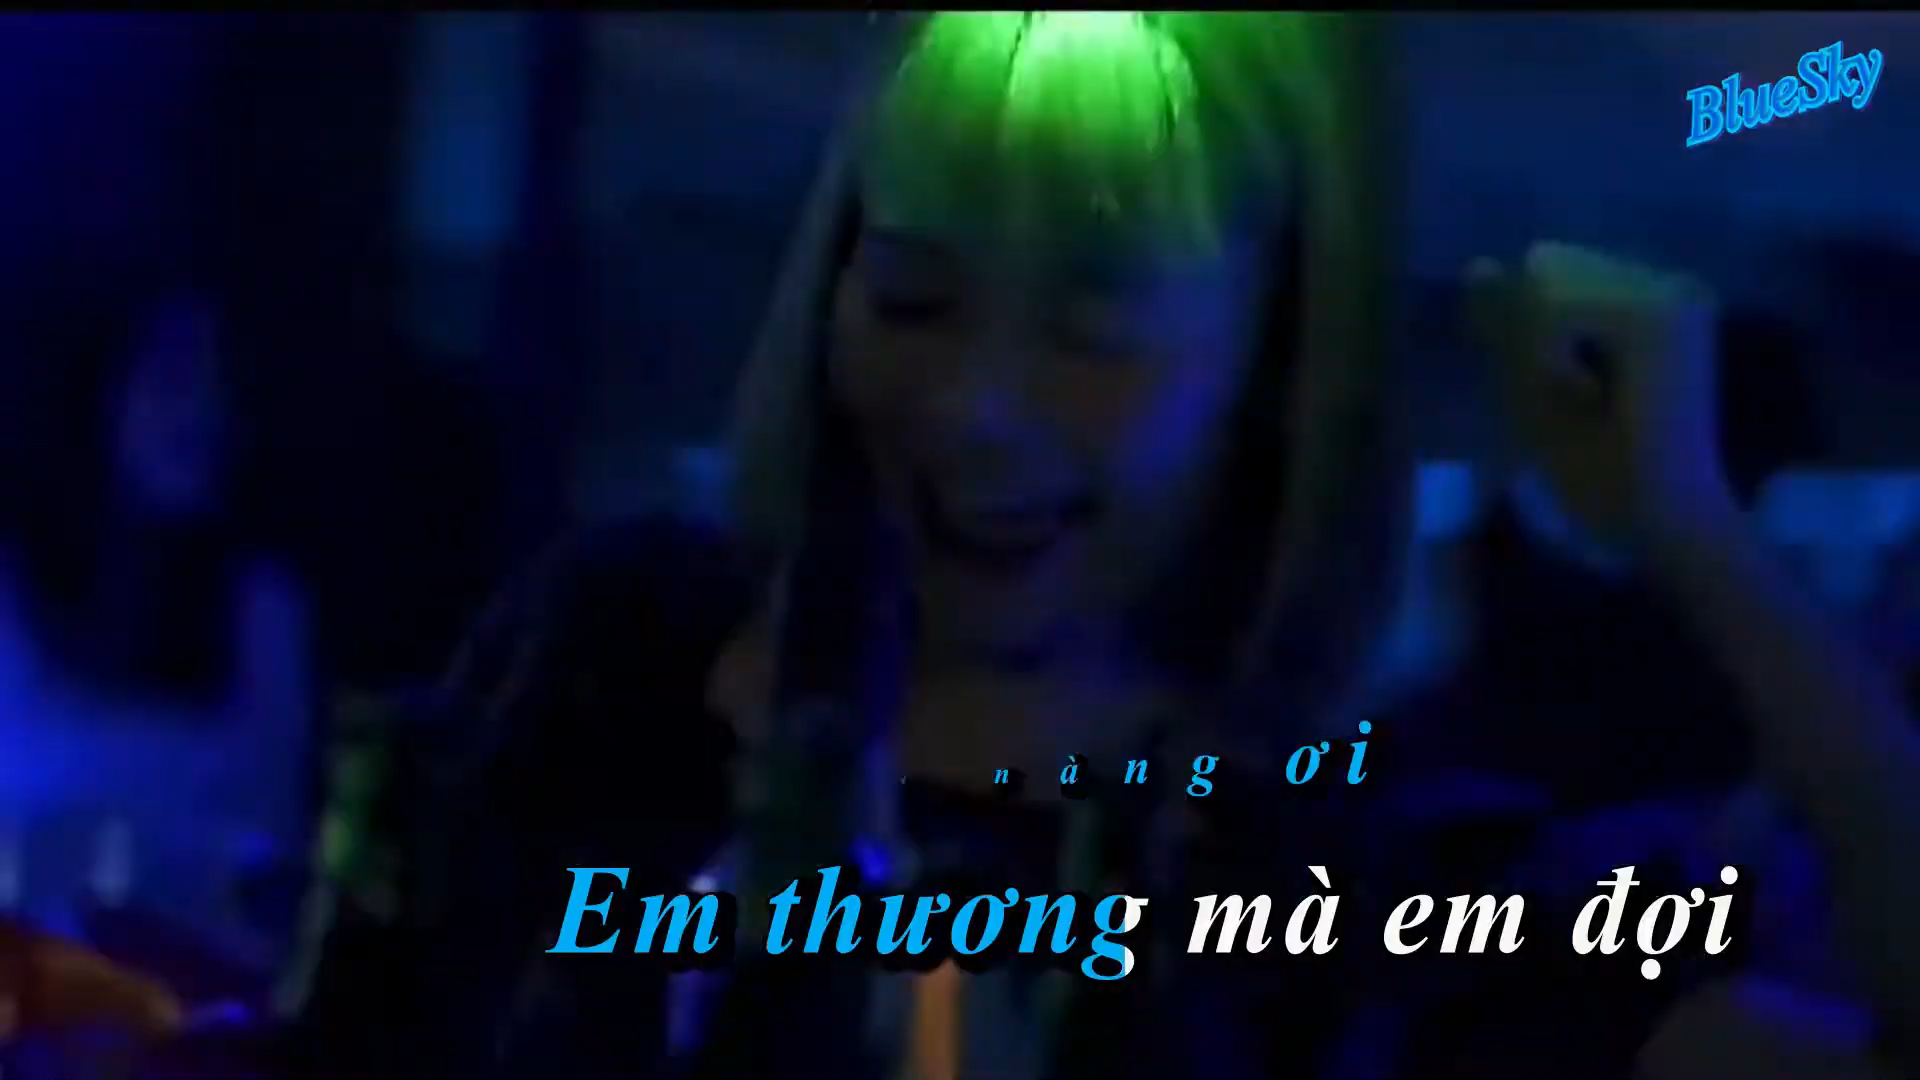 BlueSky
nàng ơi
Em thương mà em đợi